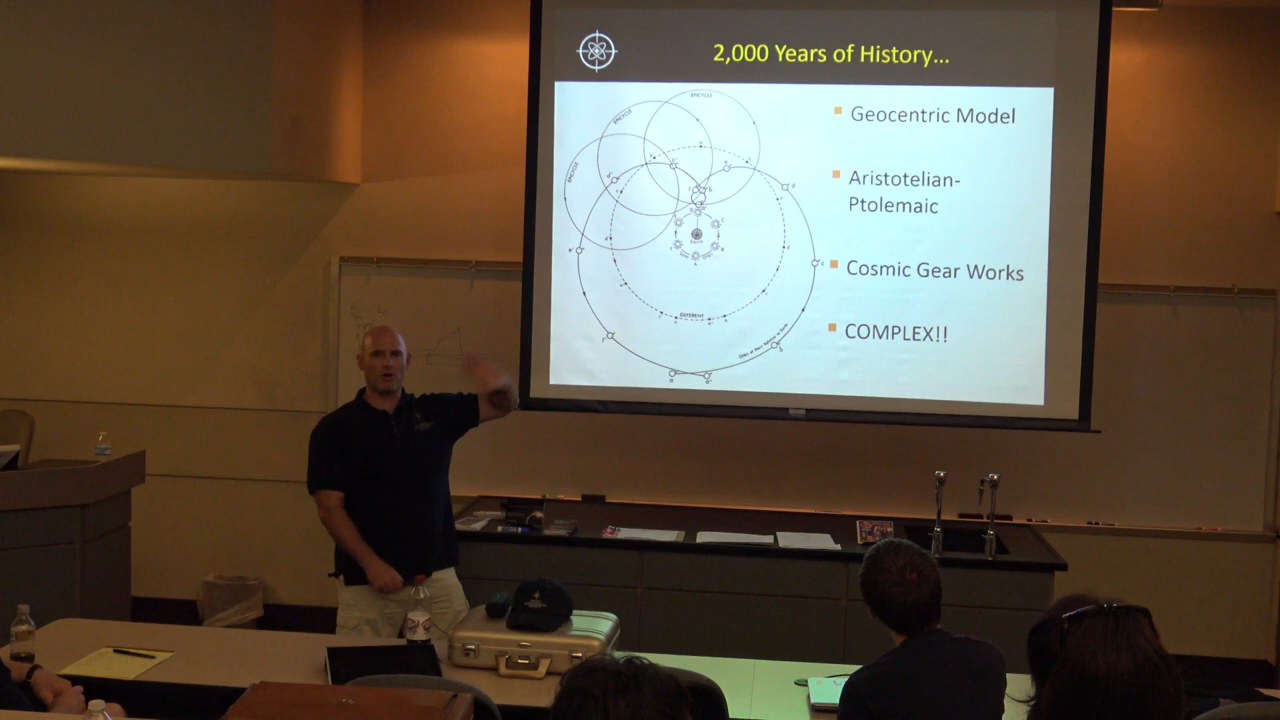 2,000 Years of History...
EPICYCLE
EPICYCLE
EPICYCLE
DEFERENT
Geocentric Model
Aristotelian-
Ptolemaic
Cosmic Gear Works
COMPLEX!!